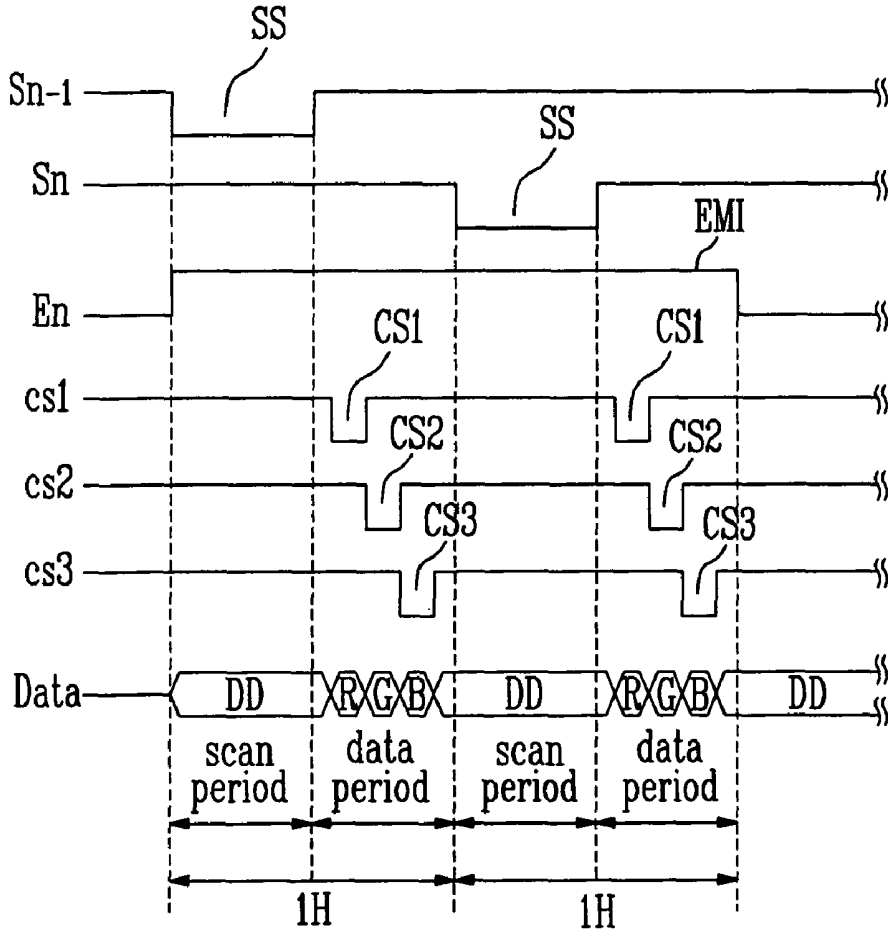 SS
Sn-1
SS
Sn
EMI
En
CS1 CS1
cs1
CS2 CS2
cs2
CS3 CS3
cs3
Data DD R G B DD R G B DD
scan period data period scan period data period
1H 1H